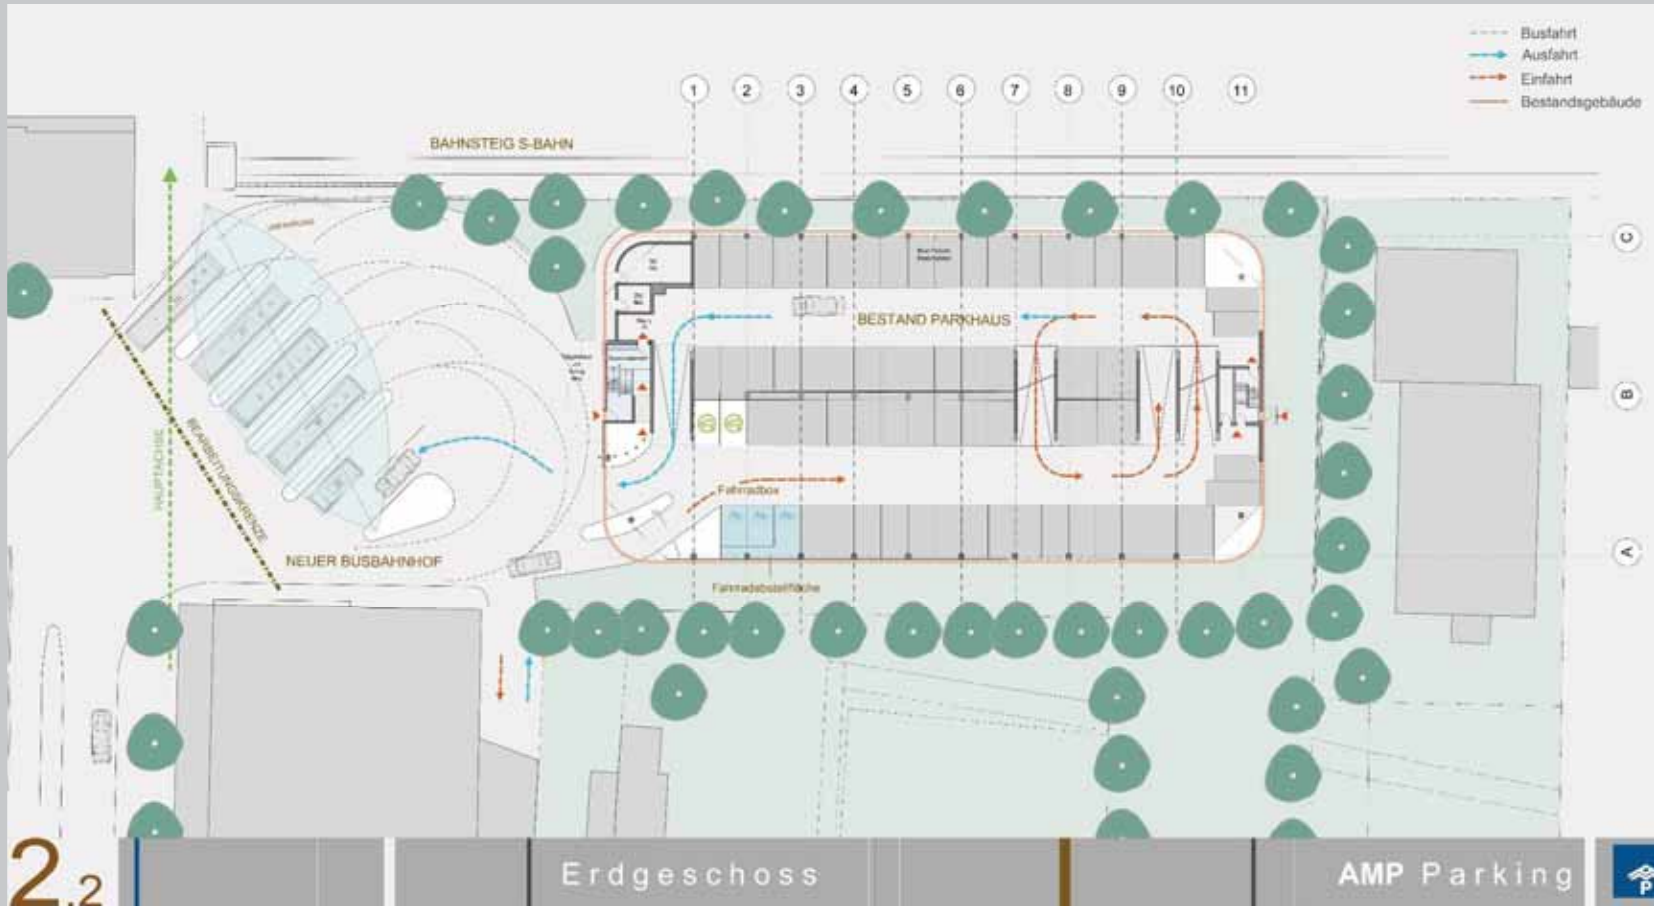 Busfahrt
Ausfahrt
Einfahrt
Bestandsgebäude
1 2 3 4 5 6 7 8 9 10 11
BAHNSTEIG S-BAHN
C
BESTAND PARKHAUS
B
HAUPTACHSE
BEARBEITUNGSKRENZE
Fahrradbox
A
NEUER BUSBAHNHOF
Fahrradabstellfläche
2.2
Erdgeschoss
AMP Parking
P